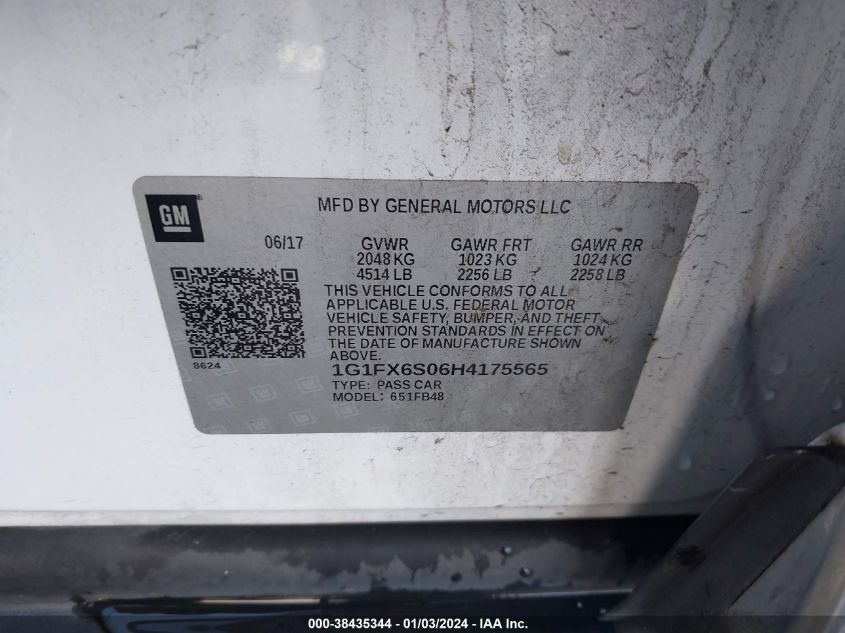 GM
MFD BY GENERAL MOTORS LLC
06/17 GVWR GAWR FRT GAWR RR
2048 KG 1023 KG 1024 KG
4514 LB 2256 LB 2258 LB
THIS VEHICLE CONFORMS TO ALL
APPLICABLE U.S. FEDERAL MOTOR
VEHICLE SAFETY, BUMPER, AND THEFT
PREVENTION STANDARDS IN EFFECT ON
THE DATE OF MANUFACTURE SHOWN
ABOVE.
8624
1G1FX6S06H4175565
TYPE: PASS CAR
MODEL: 651FB48
000-38435344 - 01/03/2024 - IAA Inc.